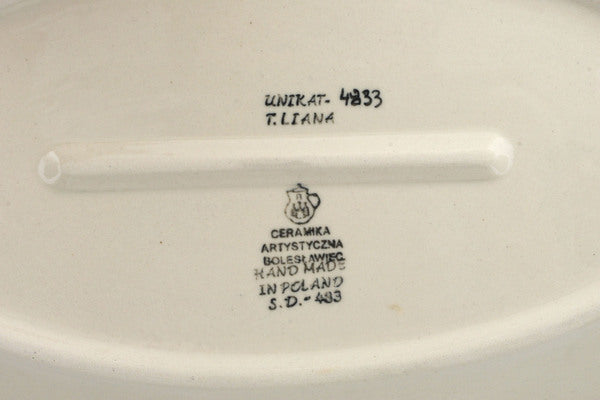 UNIKAT- 4833
T.LIANA
CERAMIKA
ARTYSTYCZNA
BOLESŁAWIEC
HAND MADE
IN POLAND
S.D.- 483